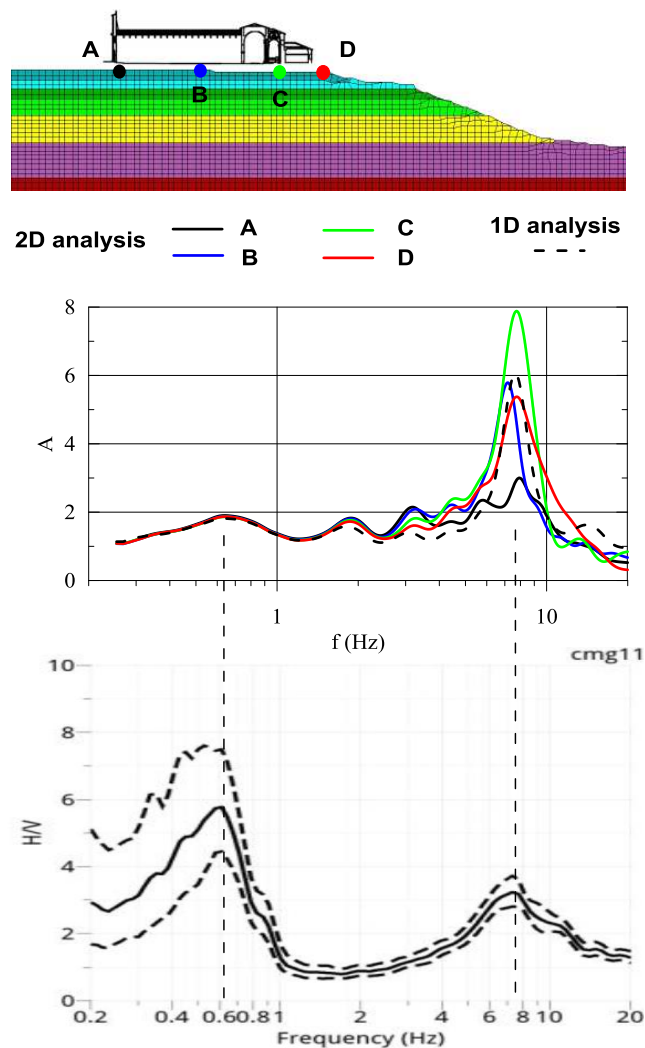 A D
B C
2D analysis A C 1D analysis
B D
8
6
A
4
2
0
1 10
f (Hz)
cmg11
10
8
6
H/V
4
2
0
0.2 0.4 0.6 0.8 1 2 4 6 8 10 20
Frequency (Hz)